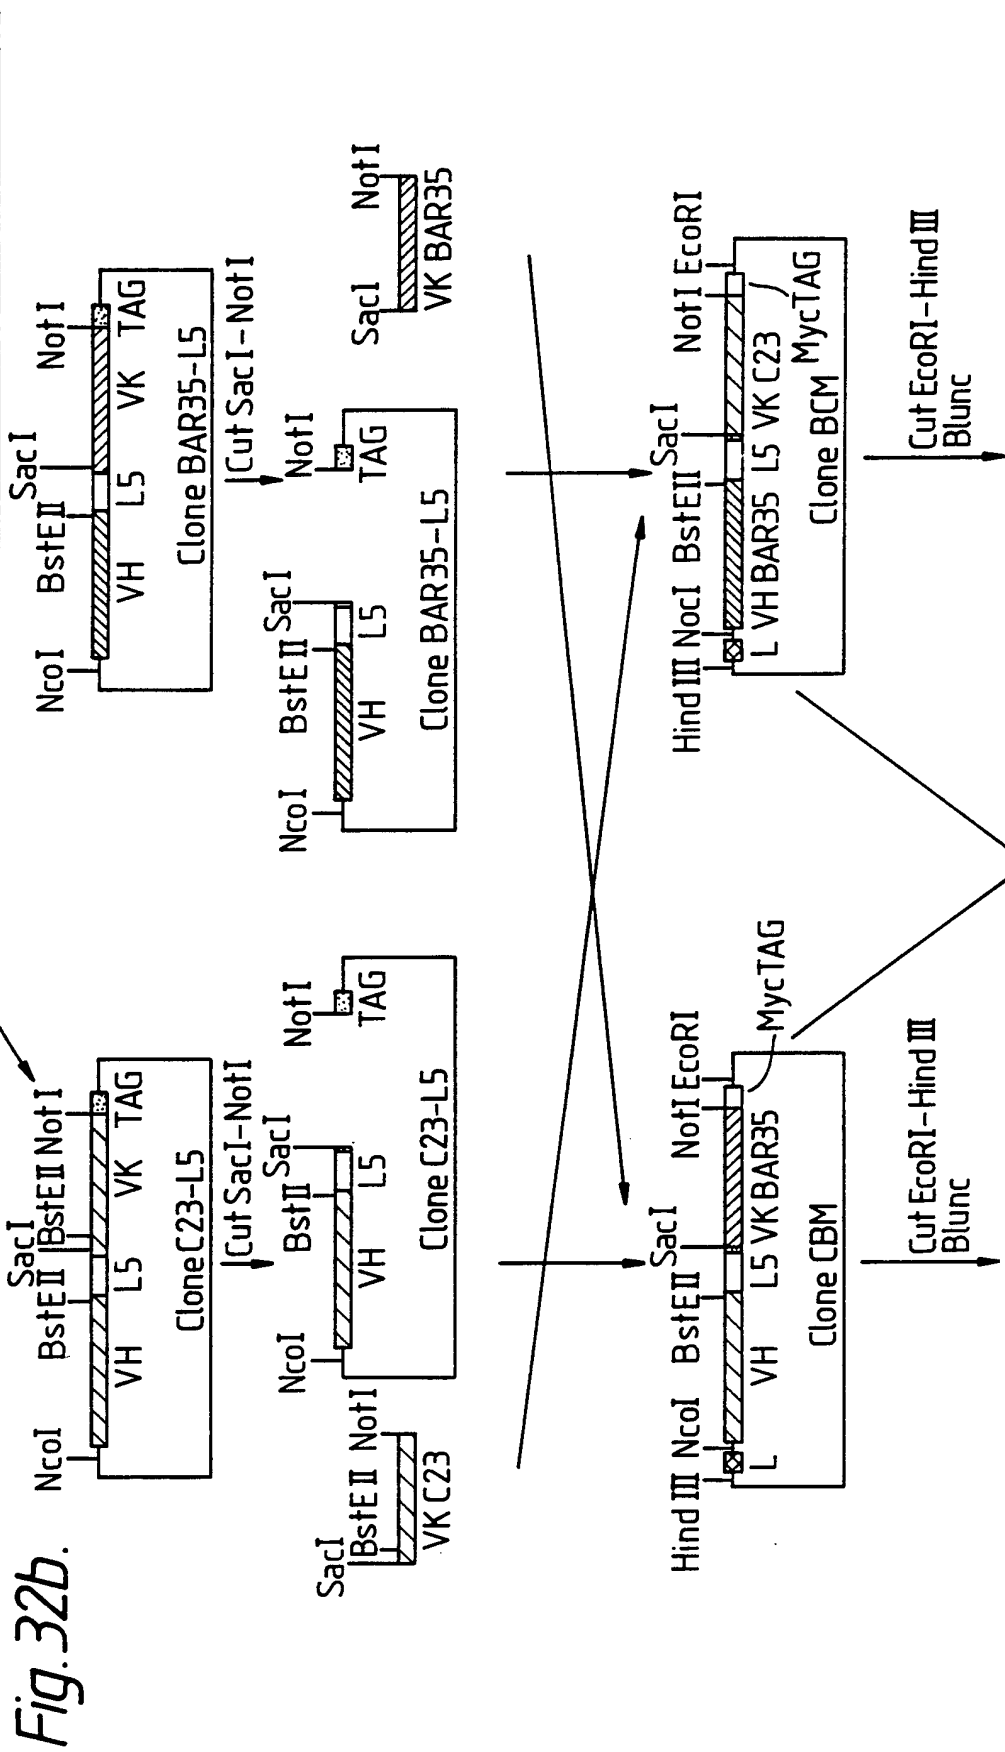 Fig. 32b.
NcoI BstEII SacI BstEII NotI
VH L5 VK TAG
Clone C23-L5
NcoI BstEII SacI NotI
VH L5 VK TAG
Clone BAR35-L5
Cut SacI-NotI
Cut SacI-NotI
SacI BstEII NotI
VK C23
NcoI BstII SacI NotI
VH L5 TAG
Clone C23-L5
NcoI BstEII SacI NotI
VH L5 TAG
Clone BAR35-L5
SacI NotI
VK BAR35
HindIII NcoI BstEII SacI NotI EcoRI
L VH L5 VK BAR35
MycTAG
Clone CBM
HindIII NocI BstEII SacI NotI EcoRI
L VH BAR35 L5 VK C23
MycTAG
Clone BCM
Cut EcoRI-HindIII
Blunc
Cut EcoRI-HindIII
Blunc